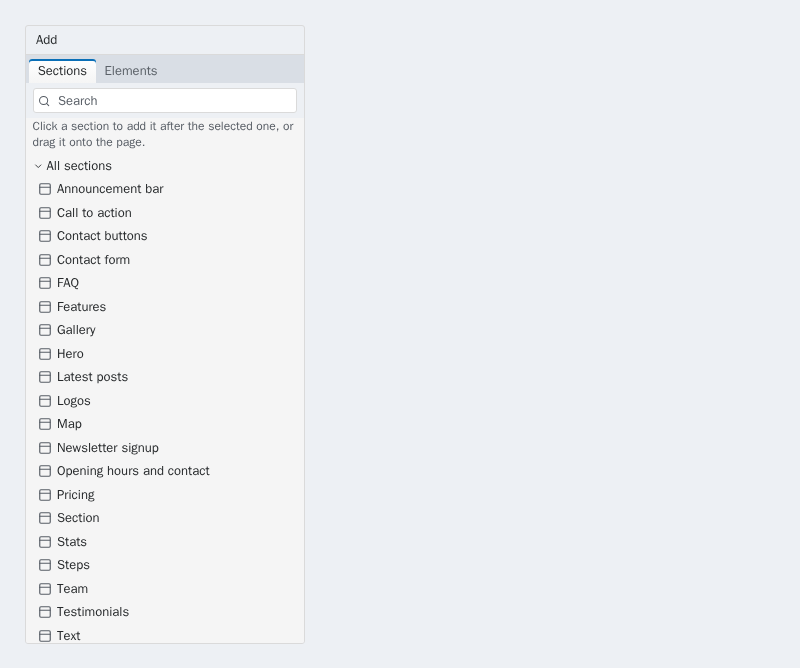 Add
Sections
Elements
Search
Click a section to add it after the selected one, or
drag it onto the page.
All sections
Announcement bar
Call to action
Contact buttons
Contact form
FAQ
Features
Gallery
Hero
Latest posts
Logos
Map
Newsletter signup
Opening hours and contact
Pricing
Section
Stats
Steps
Team
Testimonials
Text